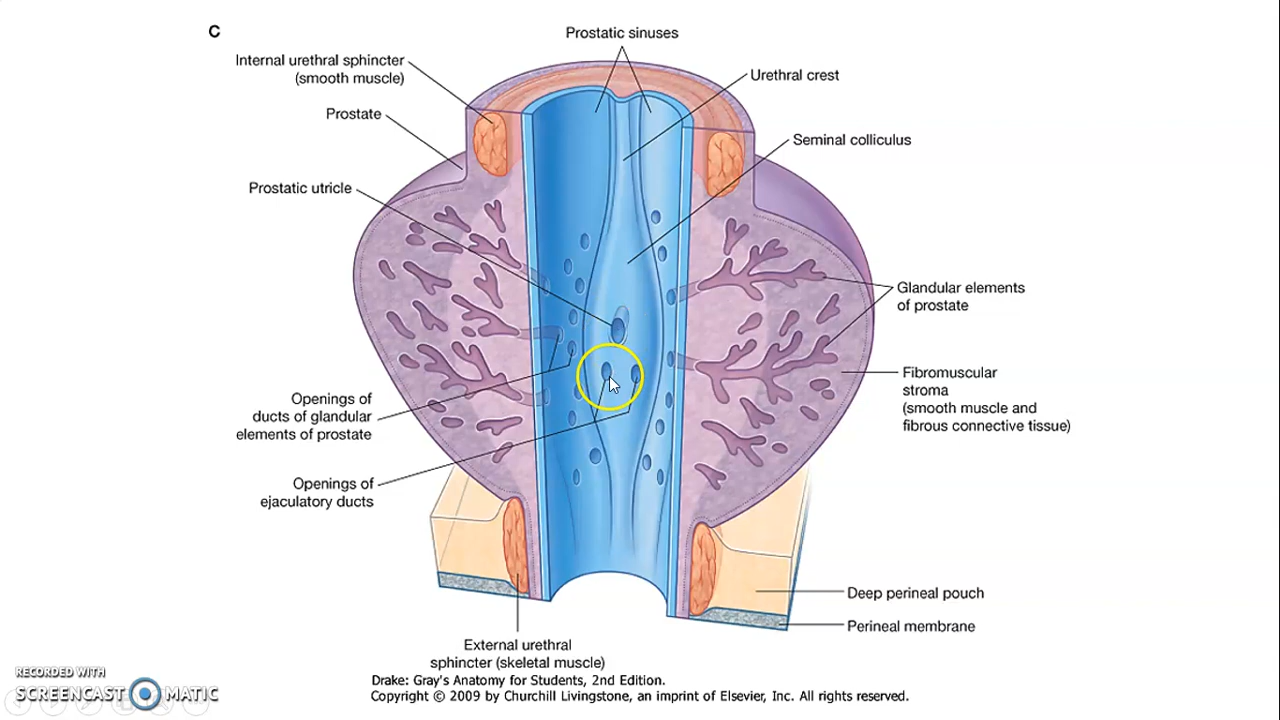 C
Prostatic sinuses
Internal urethral sphincter
(smooth muscle)
Urethral crest
Prostate
Seminal colliculus
Prostatic utricle
Glandular elements
of prostate
Fibromuscular
stroma
(smooth muscle and
fibrous connective tissue)
Openings of
ducts of glandular
elements of prostate
Openings of
ejaculatory ducts
Deep perineal pouch
Perineal membrane
External urethral
sphincter (skeletal muscle)
Drake: Gray's Anatomy for Students, 2nd Edition.
Copyright © 2009 by Churchill Livingstone, an imprint of Elsevier, Inc. All rights reserved.
RECORDED WITH
SCREENCAST MATIC